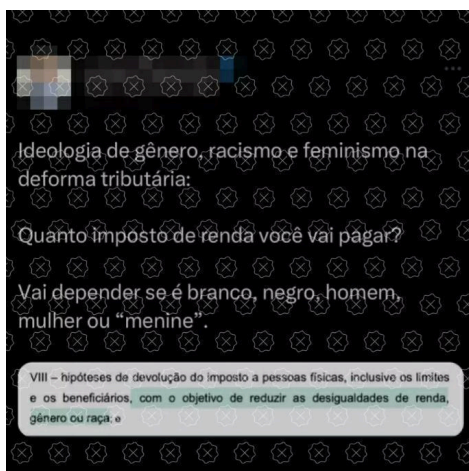 Ideologia de gênero, racismo e feminismo na
deforma tributária:
Quanto imposto de renda você vai pagar?
Vai depender se é branco, negro, homem,
mulher ou “menine”.
VIII – hipóteses de devolução do imposto a pessoas físicas, inclusive os limites
e os beneficiários, com o objetivo de reduzir as desigualdades de renda,
gênero ou raça; e